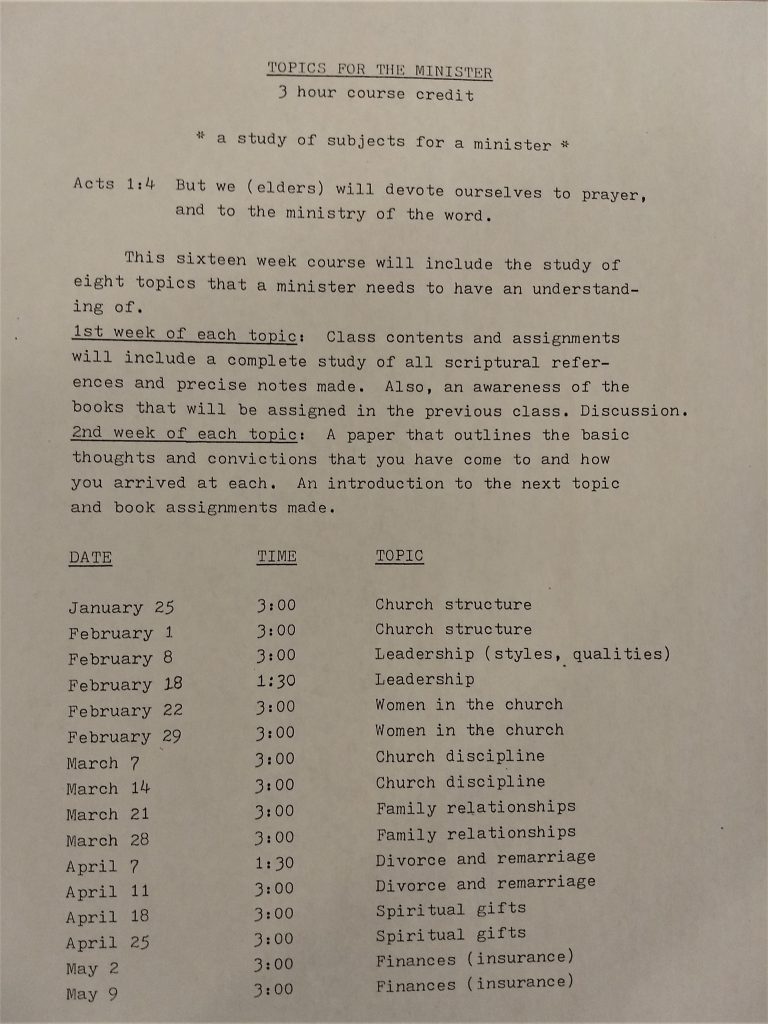 TOPICS FOR THE MINISTER
3 hour course credit
* a study of subjects for a minister *
Acts 1:4 But we (elders) will devote ourselves to prayer,
and to the ministry of the word.
This sixteen week course will include the study of
eight topics that a minister needs to have an understand-
ing of.
1st week of each topic: Class contents and assignments
will include a complete study of all scriptural refer-
ences and precise notes made. Also, an awareness of the
books that will be assigned in the previous class. Discussion.
2nd week of each topic: A paper that outlines the basic
thoughts and convictions that you have come to and how
you arrived at each. An introduction to the next topic
and book assignments made.
DATE TIME TOPIC
January 25 3:00 Church structure
February 1 3:00 Church structure
February 8 3:00 Leadership (styles, qualities)
February 18 1:30 Leadership
February 22 3:00 Women in the church
February 29 3:00 Women in the church
March 7 3:00 Church discipline
March 14 3:00 Church discipline
March 21 3:00 Family relationships
March 28 3:00 Family relationships
April 7 1:30 Divorce and remarriage
April 11 3:00 Divorce and remarriage
April 18 3:00 Spiritual gifts
April 25 3:00 Spiritual gifts
May 2 3:00 Finances (insurance)
May 9 3:00 Finances (insurance)